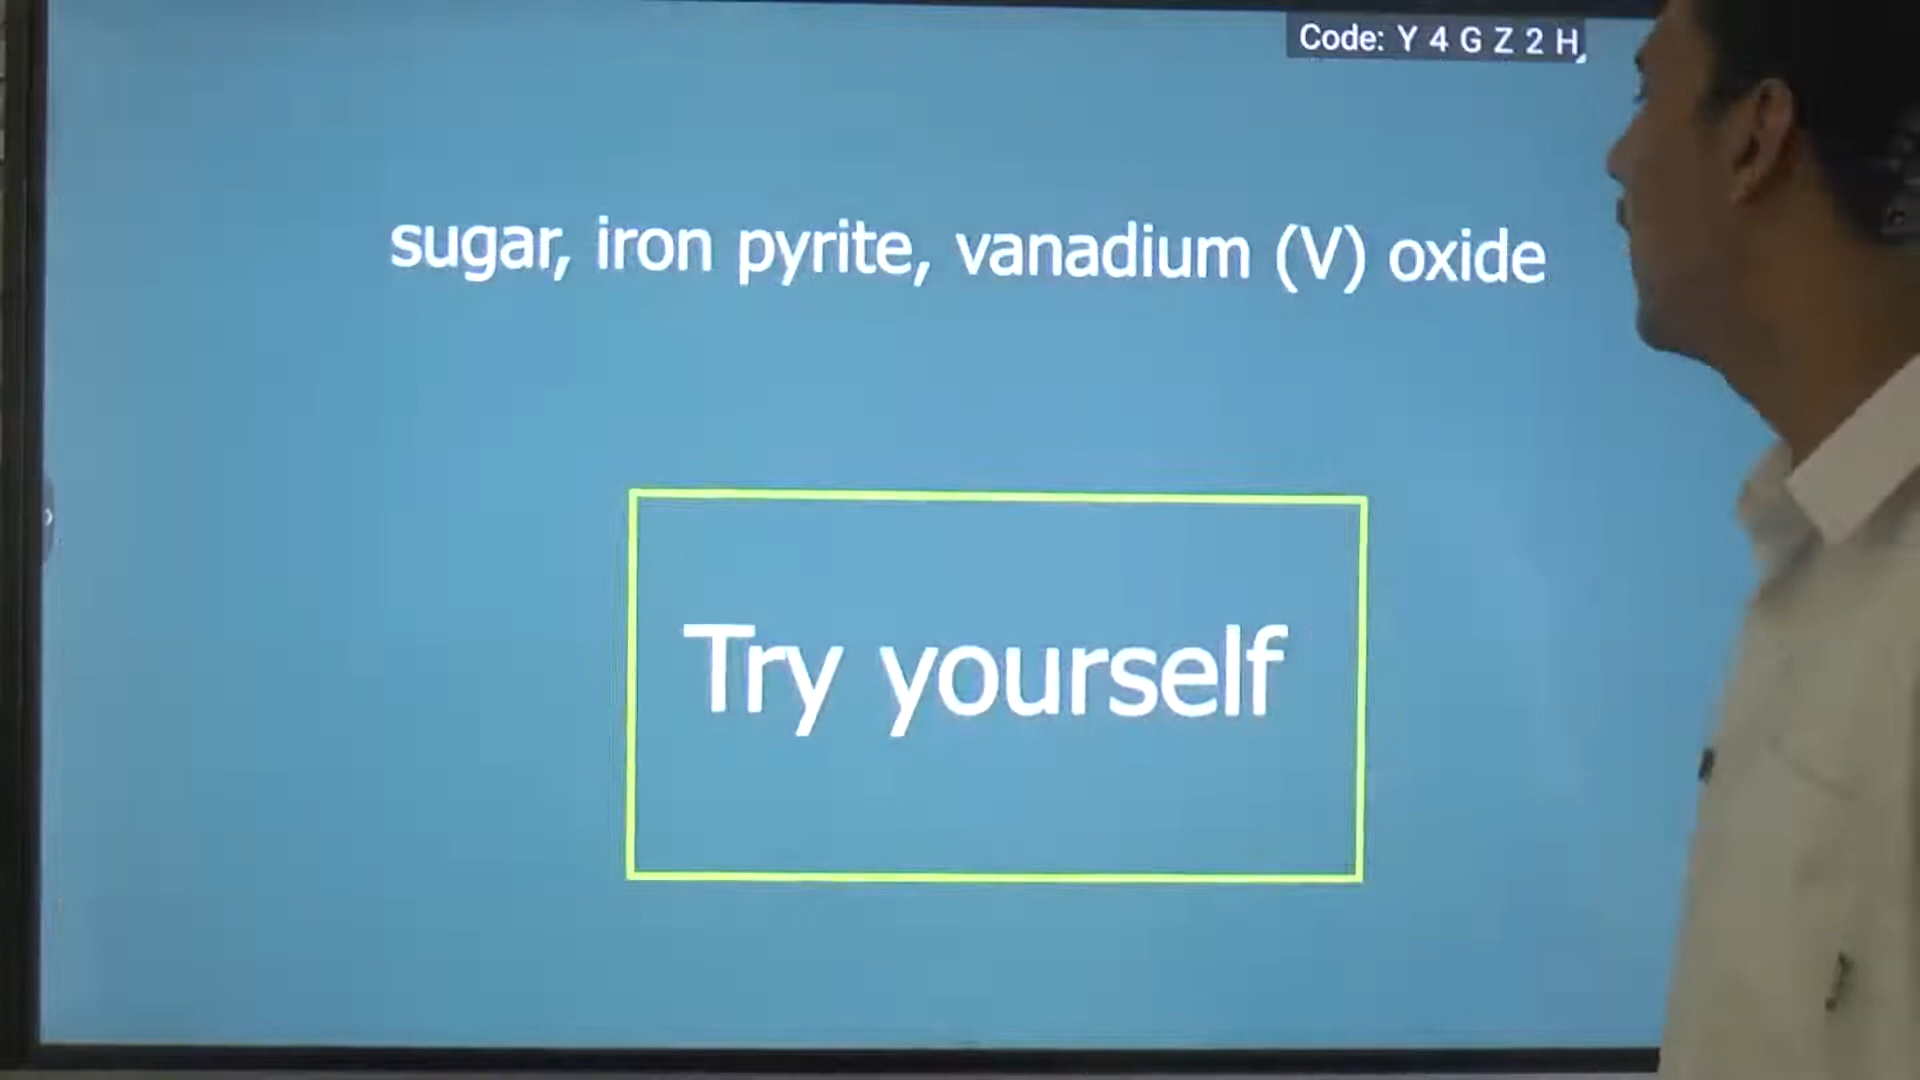 Code: Y 4 G Z 2 H
sugar, iron pyrite, vanadium (V) oxide
Try yourself